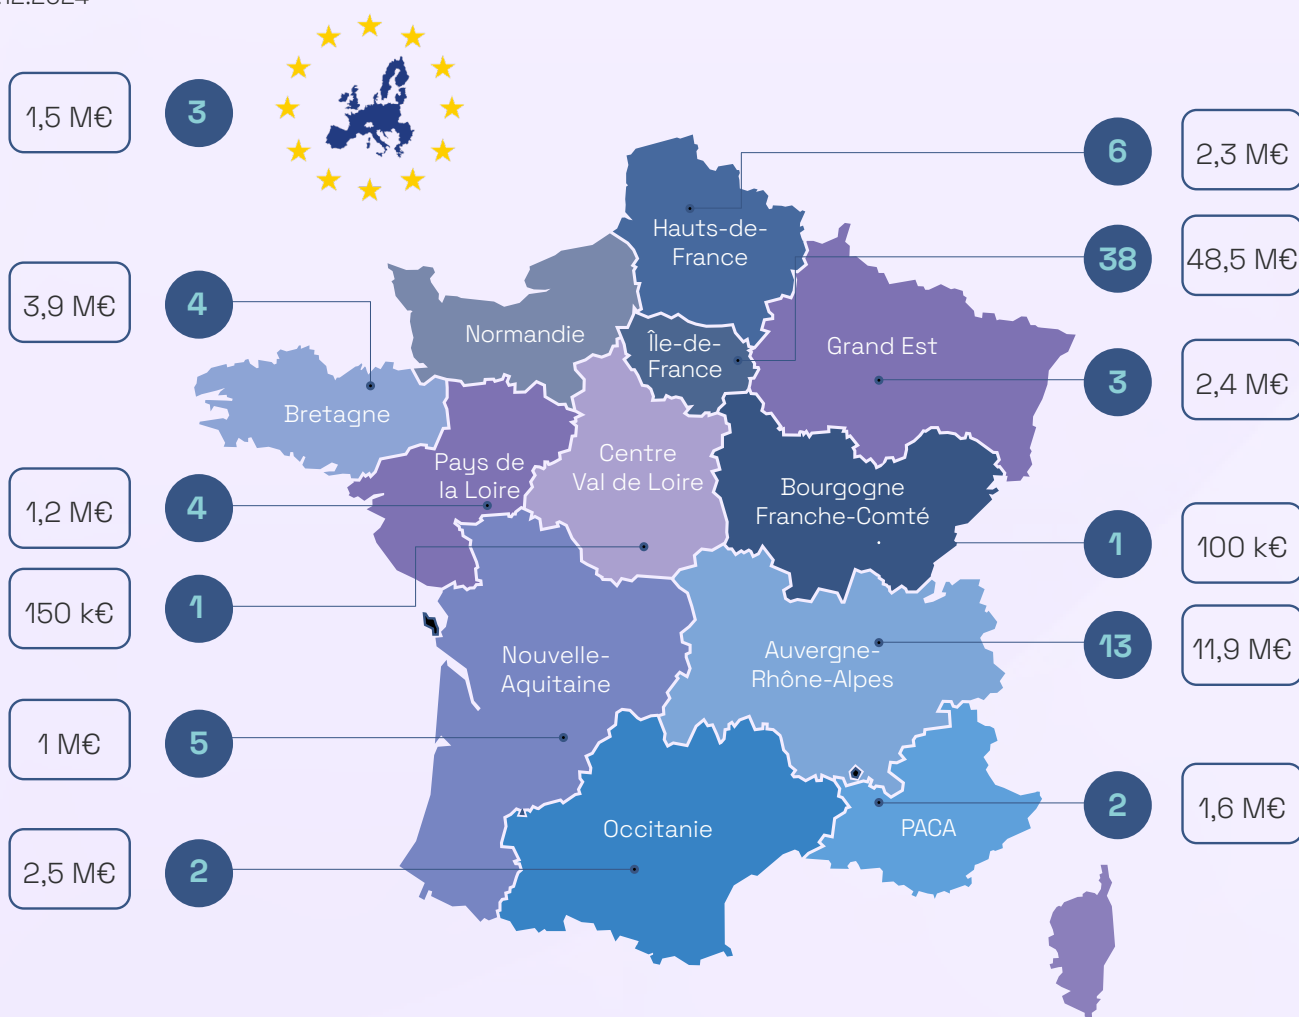 .12.2024
1,5 M€
3
6
2,3 M€
Hauts-de-
France
38
48,5 M€
3,9 M€
4
Normandie
Île-de-
France
Grand Est
3
2,4 M€
Bretagne
Pays de
la Loire
Centre
Val de Loire
Bourgogne
Franche-Comté
1,2 M€
4
1
100 k€
150 k€
1
13
11,9 M€
Nouvelle-
Aquitaine
Auvergne-
Rhône-Alpes
1 M€
5
2
1,6 M€
PACA
Occitanie
2,5 M€
2